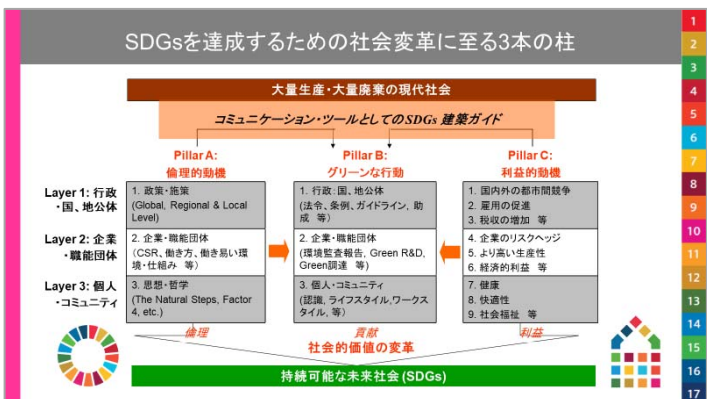 SDGsを達成するための社会変革に至る3本の柱
大量生産・大量廃棄の現代社会
コミュニケーション・ツールとしてのSDGs 建築ガイド
Pillar A:
倫理的動機
Pillar B:
グリーンな行動
Pillar C:
利益的動機
Layer 1: 行政
・国、地公体
1. 政策・施策
(Global, Regional & Local
Level)
1. 行政:国、地公体
(法令、条例、ガイドライン、助
成 等)
1. 国内外の都市間競争
2. 雇用の促進
3. 税収の増加 等
Layer 2: 企業
・職能団体
2. 企業・職能団体
(CSR、働き方、働き易い環
境・仕組み 等)
2. 企業・職能団体
(環境監査報告、Green R&D、
Green調達 等)
4. 企業のリスクヘッジ
5. より高い生産性
6. 経済的利益 等
Layer 3: 個人
・コミュニティ
3. 思想・哲学
(The Natural Steps, Factor
4, etc.)
3. 個人・コミュニティ
(認識、ライフスタイル、ワークス
タイル、等)
7. 健康
8. 快適性
9. 社会福祉 等
倫理
貢献
利益
社会的価値の変革
持続可能な未来社会(SDGs)
1
2
3
4
5
6
7
8
9
10
11
12
13
14
15
16
17